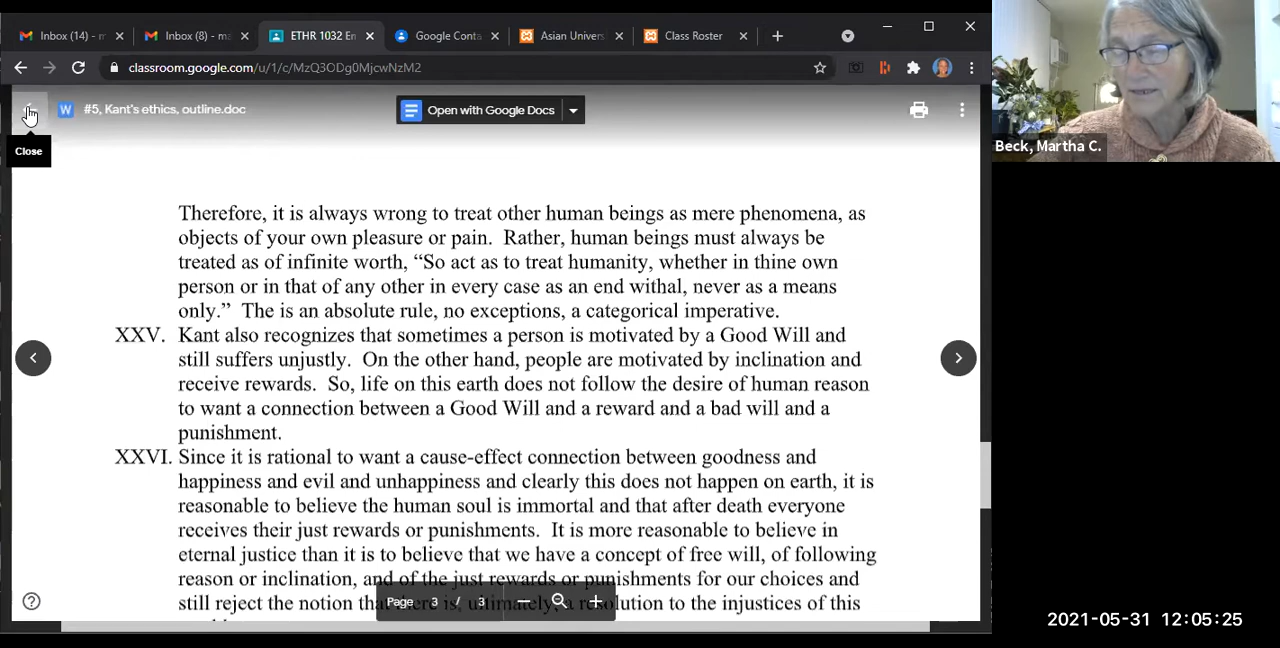 Inbox (14) - m
Inbox (8) - ma
ETHR 1032 En
Google Conta
Asian Univers
Class Roster
classroom.google.com/u/1/c/MzQ3ODg0MjcwNzM2
W #5, Kant's ethics, outline.doc
Open with Google Docs
Close
Beck, Martha C.
Therefore, it is always wrong to treat other human beings as mere phenomena, as
objects of your own pleasure or pain. Rather, human beings must always be
treated as of infinite worth, “So act as to treat humanity, whether in thine own
person or in that of any other in every case as an end withal, never as a means
only.” The is an absolute rule, no exceptions, a categorical imperative.
XXV. Kant also recognizes that sometimes a person is motivated by a Good Will and
still suffers unjustly. On the other hand, people are motivated by inclination and
receive rewards. So, life on this earth does not follow the desire of human reason
to want a connection between a Good Will and a reward and a bad will and a
punishment.
XXVI. Since it is rational to want a cause-effect connection between goodness and
happiness and evil and unhappiness and clearly this does not happen on earth, it is
reasonable to believe the human soul is immortal and that after death everyone
receives their just rewards or punishments. It is more reasonable to believe in
eternal justice than it is to believe that we have a concept of free will, of following
reason or inclination, and of the just rewards or punishments for our choices and
still reject the notion that there is, ultimately, a resolution to the injustices of this
Page 3 / 3
2021-05-31 12:05:25